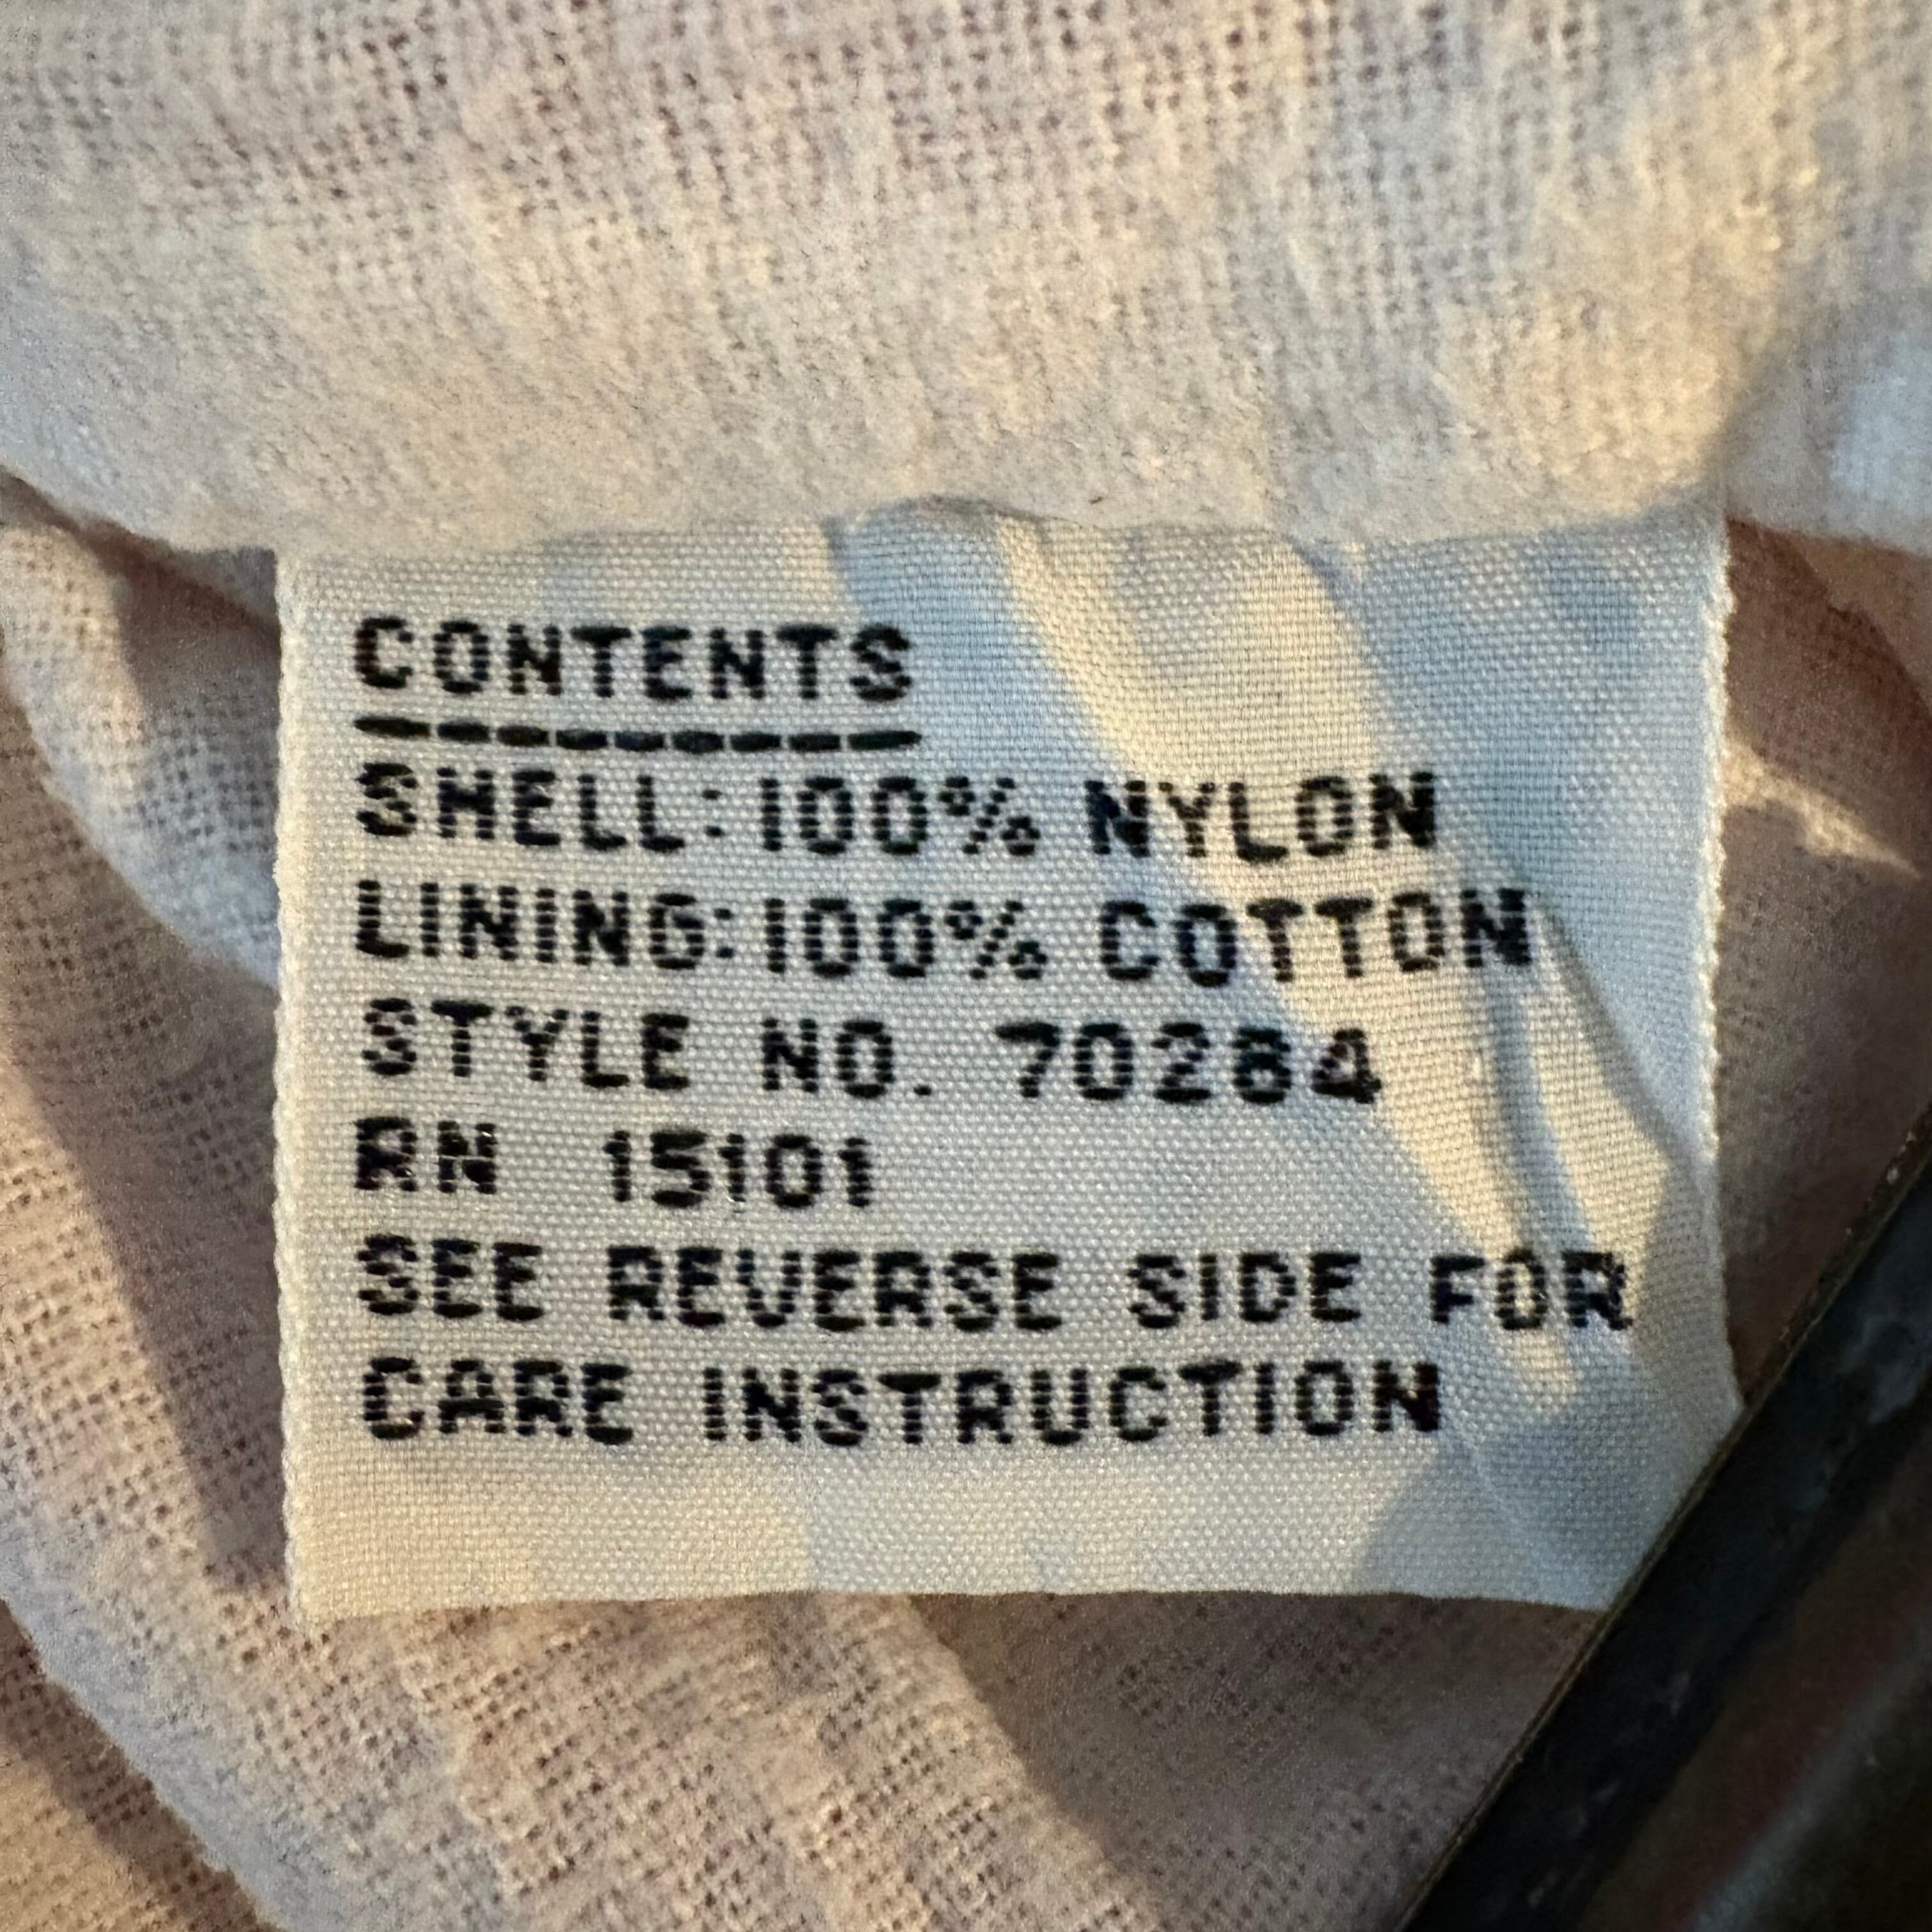 CONTENTS
SHELL: 100% NYLON
LINING: 100% COTTON
STYLE NO. 70284
RN 15101
SEE REVERSE SIDE FOR
CARE INSTRUCTION